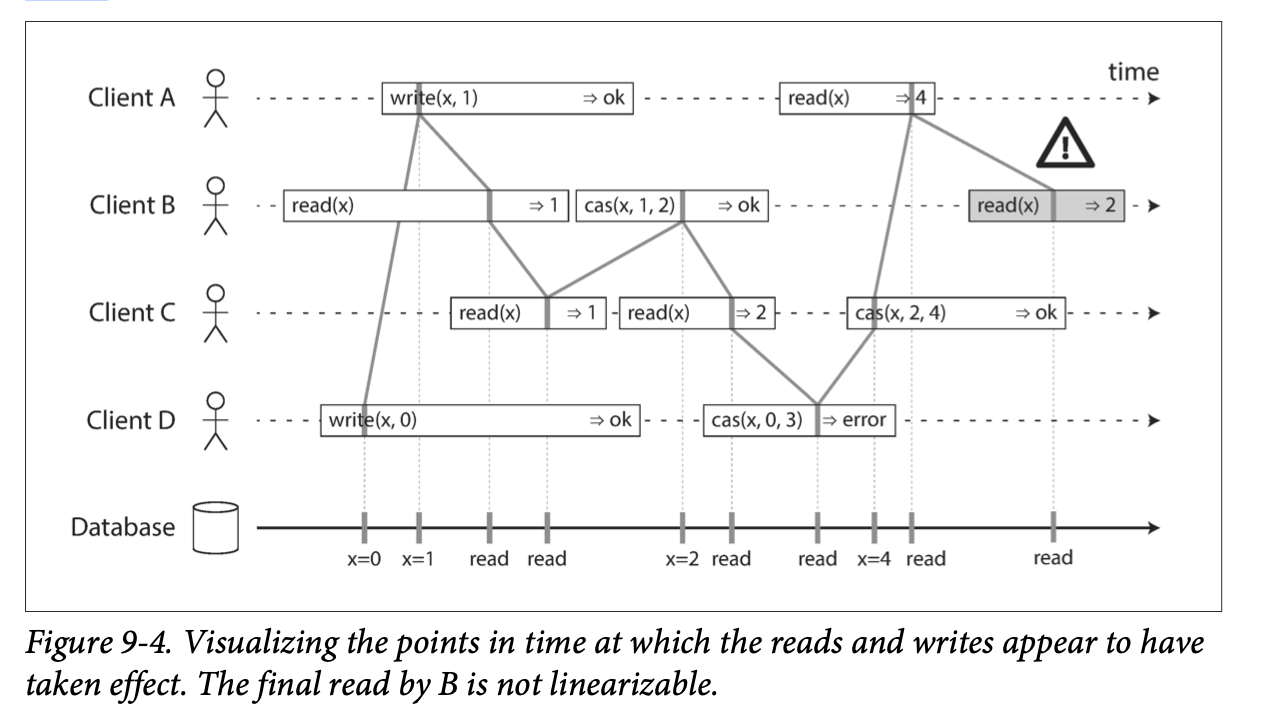 time
Client A write(x, 1) ⇒ ok read(x) ⇒ 4
Client B read(x) ⇒ 1 cas(x, 1, 2) ⇒ ok read(x) ⇒ 2
Client C read(x) ⇒ 1 read(x) ⇒ 2 cas(x, 2, 4) ⇒ ok
Client D write(x, 0) ⇒ ok cas(x, 0, 3) ⇒ error
Database
x=0 x=1 read read x=2 read read x=4 read read
Figure 9-4. Visualizing the points in time at which the reads and writes appear to have
taken effect. The final read by B is not linearizable.